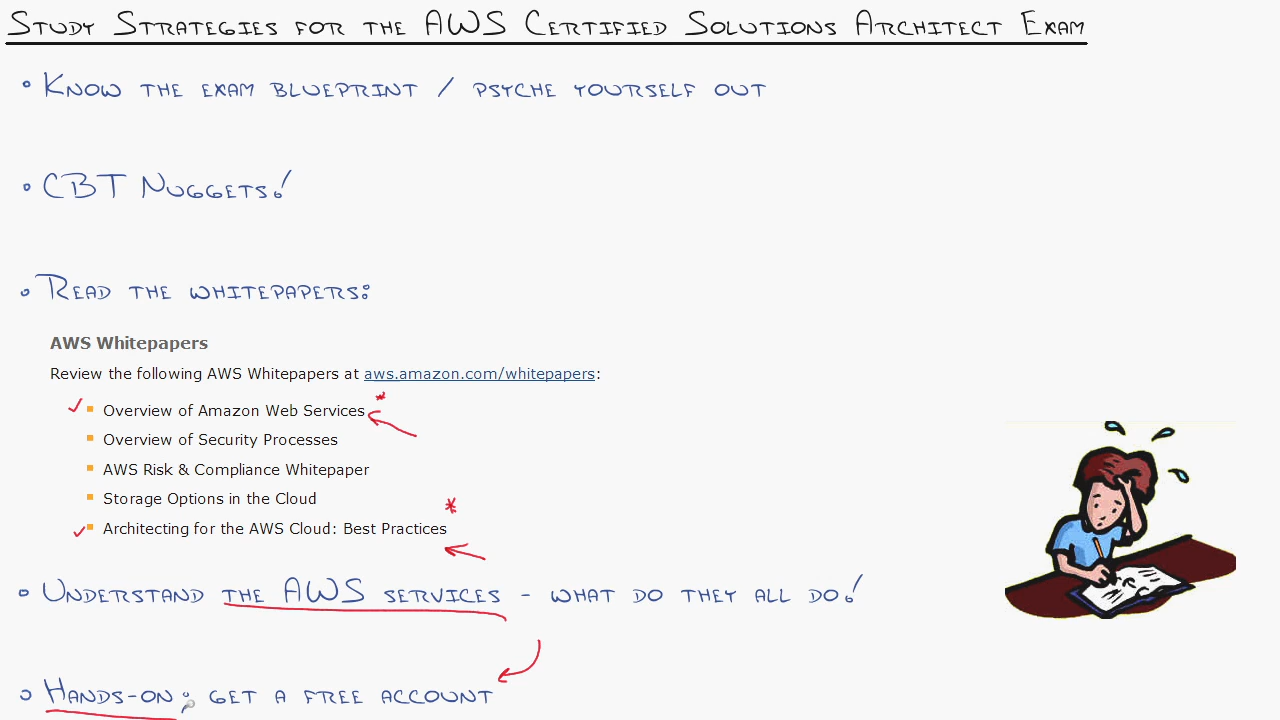 Study Strategies for the AWS Certified Solutions Architect Exam
• Know the exam blueprint / psyche yourself out
• CBT Nuggets!
• Read the whitepapers:
AWS Whitepapers
Review the following AWS Whitepapers at aws.amazon.com/whitepapers:
Overview of Amazon Web Services
Overview of Security Processes
AWS Risk & Compliance Whitepaper
Storage Options in the Cloud
Architecting for the AWS Cloud: Best Practices
• Understand the AWS services - what do they all do!
• Hands-on; get a free account